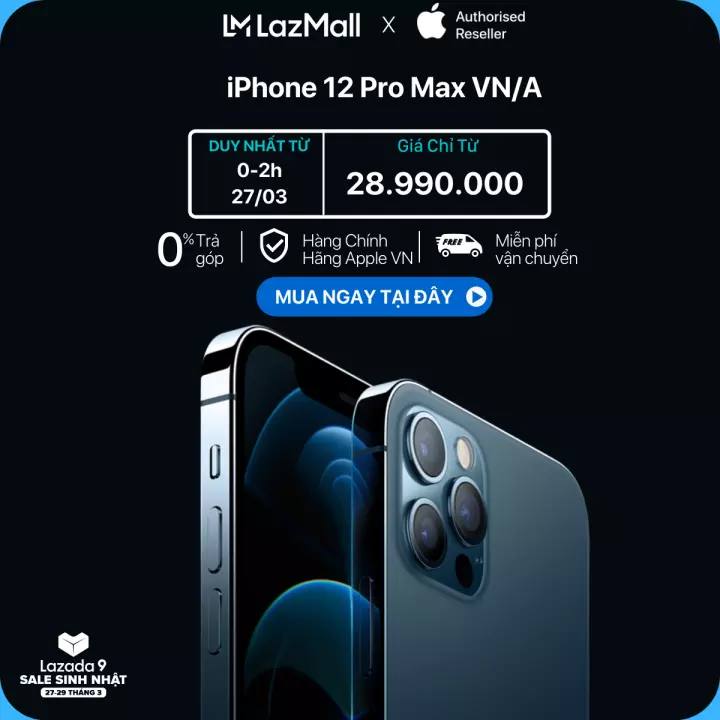 LM LazMall X Authorised
Reseller
iPhone 12 Pro Max VN/A
DUY NHẤT TỪ
0-2h
27/03
Giá Chỉ Từ
28.990.000
0% Trả
góp
Hàng Chính
Hãng Apple VN
FREE
Miễn phí
vận chuyển
MUA NGAY TẠI ĐÂY
Lazada 9
SALE SINH NHẬT
27-29 THÁNG 3